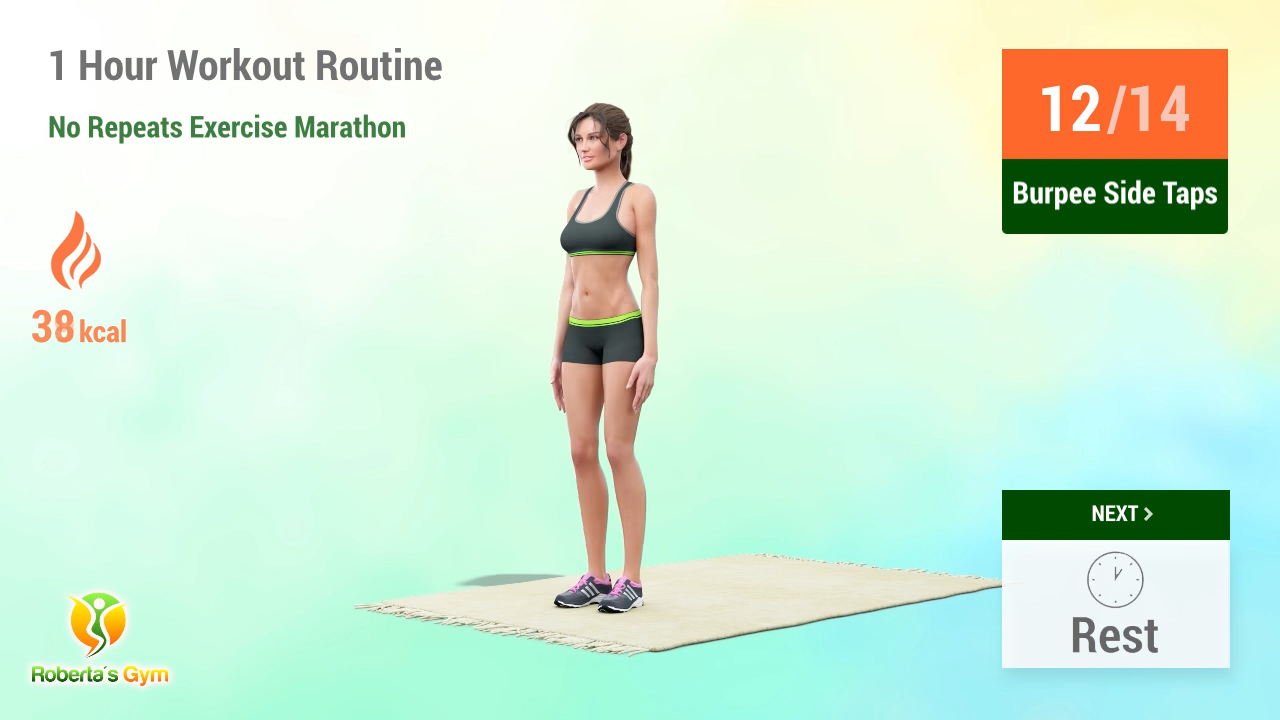 1 Hour Workout Routine
No Repeats Exercise Marathon
12/14
Burpee Side Taps
38 kcal
NEXT >
Rest
Roberta´s Gym